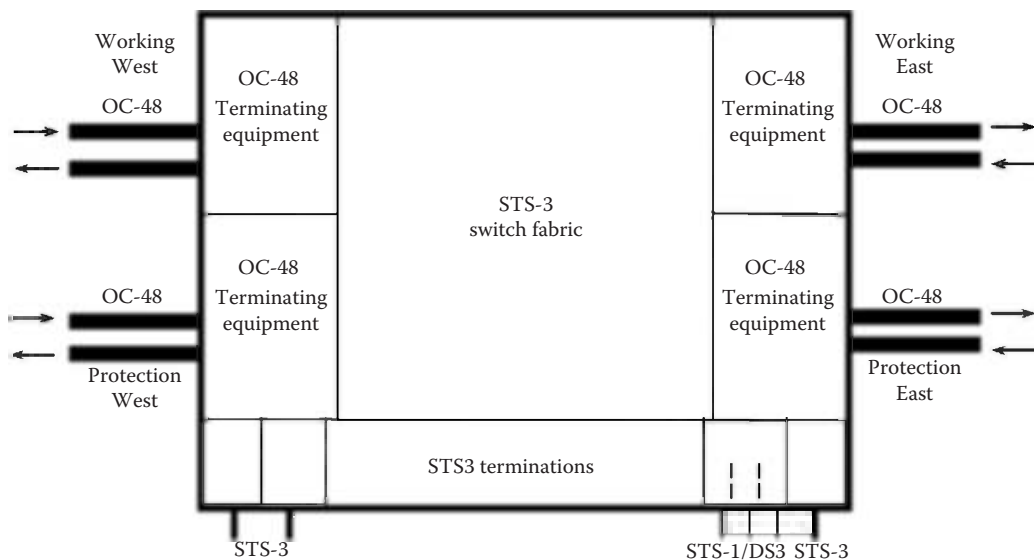 Working
West
OC-48
OC-48
Terminating
equipment
OC-48
Terminating
equipment
Working
East
OC-48
STS-3
switch fabric
OC-48
Protection
West
OC-48
Terminating
equipment
OC-48
Terminating
equipment
OC-48
Protection
East
STS3 terminations
STS-3
STS-1/DS3 STS-3